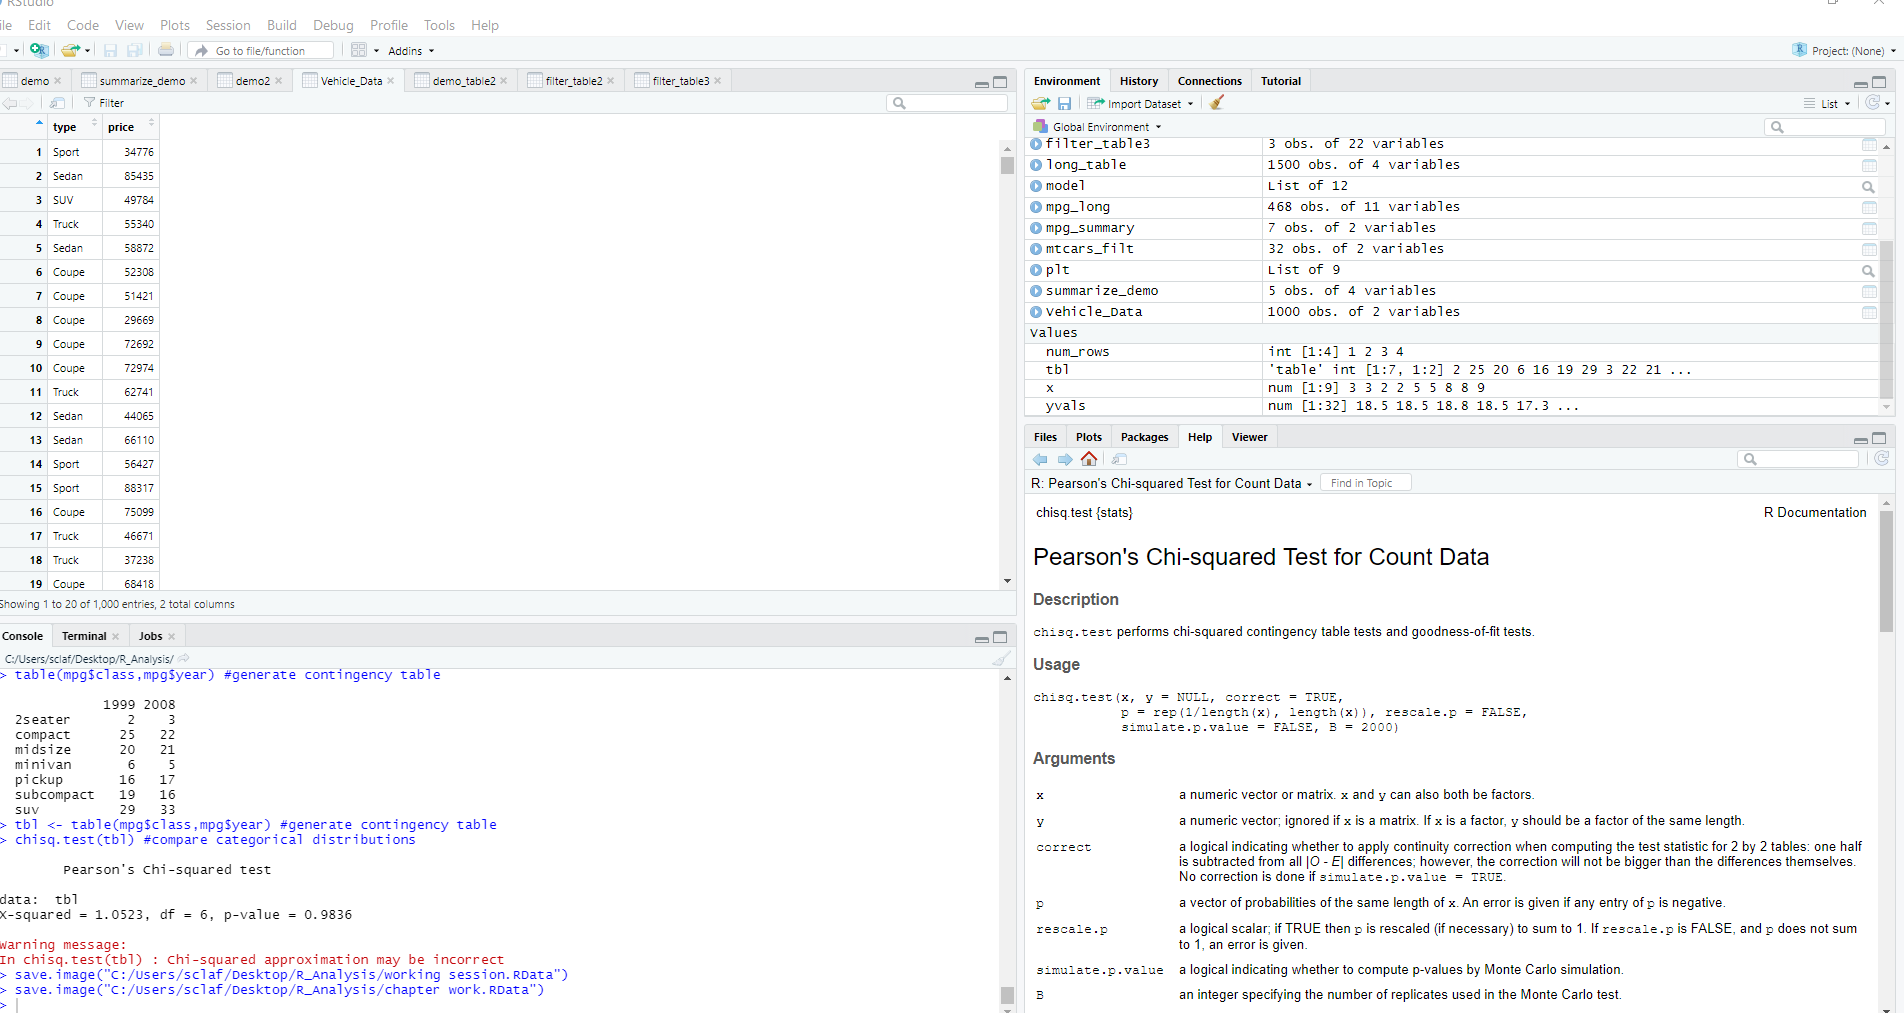 RStudio
ile Edit Code View Plots Session Build Debug Profile Tools Help
Go to file/function Addins Project: (None)
demo summarize_demo demo2 Vehicle_Data demo_table2 filter_table2 filter_table3
Filter
type price
1 Sport 34776
2 Sedan 85435
3 SUV 49784
4 Truck 55340
5 Sedan 58872
6 Coupe 52308
7 Coupe 51421
8 Coupe 29669
9 Coupe 72692
10 Coupe 72974
11 Truck 62741
12 Sedan 44065
13 Sedan 66110
14 Sport 56427
15 Sport 88317
16 Coupe 75099
17 Truck 46671
18 Truck 37238
19 Coupe 68418
Showing 1 to 20 of 1,000 entries, 2 total columns
Console Terminal Jobs
C:/Users/sclaf/Desktop/R_Analysis/
> table(mpg$class,mpg$year) #generate contingency table
1999 2008
2seater 2 3
compact 25 22
midsize 20 21
minivan 6 5
pickup 16 17
subcompact 19 16
suv 29 33
> tbl <- table(mpg$class,mpg$year) #generate contingency table
> chisq.test(tbl) #compare categorical distributions
Pearson's Chi-squared test
data: tbl
X-squared = 1.0523, df = 6, p-value = 0.9836
Warning message:
In chisq.test(tbl) : Chi-squared approximation may be incorrect
> save.image("C:/Users/sclaf/Desktop/R_Analysis/working session.RData")
> save.image("C:/Users/sclaf/Desktop/R_Analysis/chapter work.RData")
>
Environment History Connections Tutorial
Import Dataset List
Global Environment
filter_table3 3 obs. of 22 variables
long_table 1500 obs. of 4 variables
model List of 12
mpg_long 468 obs. of 11 variables
mpg_summary 7 obs. of 2 variables
mtcars_filt 32 obs. of 2 variables
plt List of 9
summarize_demo 5 obs. of 4 variables
Vehicle_Data 1000 obs. of 2 variables
Values
num_rows int [1:4] 1 2 3 4
tbl 'table' int [1:7, 1:2] 2 25 20 6 16 19 29 3 22 21 ...
x num [1:9] 3 3 2 2 5 5 8 8 9
yvals num [1:32] 18.5 18.5 18.8 18.5 17.3 ...
Files Plots Packages Help Viewer
R: Pearson's Chi-squared Test for Count Data Find in Topic
chisq.test {stats} R Documentation
Pearson's Chi-squared Test for Count Data
Description
chisq.test performs chi-squared contingency table tests and goodness-of-fit tests.
Usage
chisq.test(x, y = NULL, correct = TRUE,
p = rep(1/length(x), length(x)), rescale.p = FALSE,
simulate.p.value = FALSE, B = 2000)
Arguments
x a numeric vector or matrix. x and y can also both be factors.
y a numeric vector; ignored if x is a matrix. If x is a factor, y should be a factor of the same length.
correct a logical indicating whether to apply continuity correction when computing the test statistic for 2 by 2 tables: one half
is subtracted from all |O - E| differences; however, the correction will not be bigger than the differences themselves.
No correction is done if simulate.p.value = TRUE.
p a vector of probabilities of the same length of x. An error is given if any entry of p is negative.
rescale.p a logical scalar; if TRUE then p is rescaled (if necessary) to sum to 1. If rescale.p is FALSE, and p does not sum
to 1, an error is given.
simulate.p.value a logical indicating whether to compute p-values by Monte Carlo simulation.
B an integer specifying the number of replicates used in the Monte Carlo test.